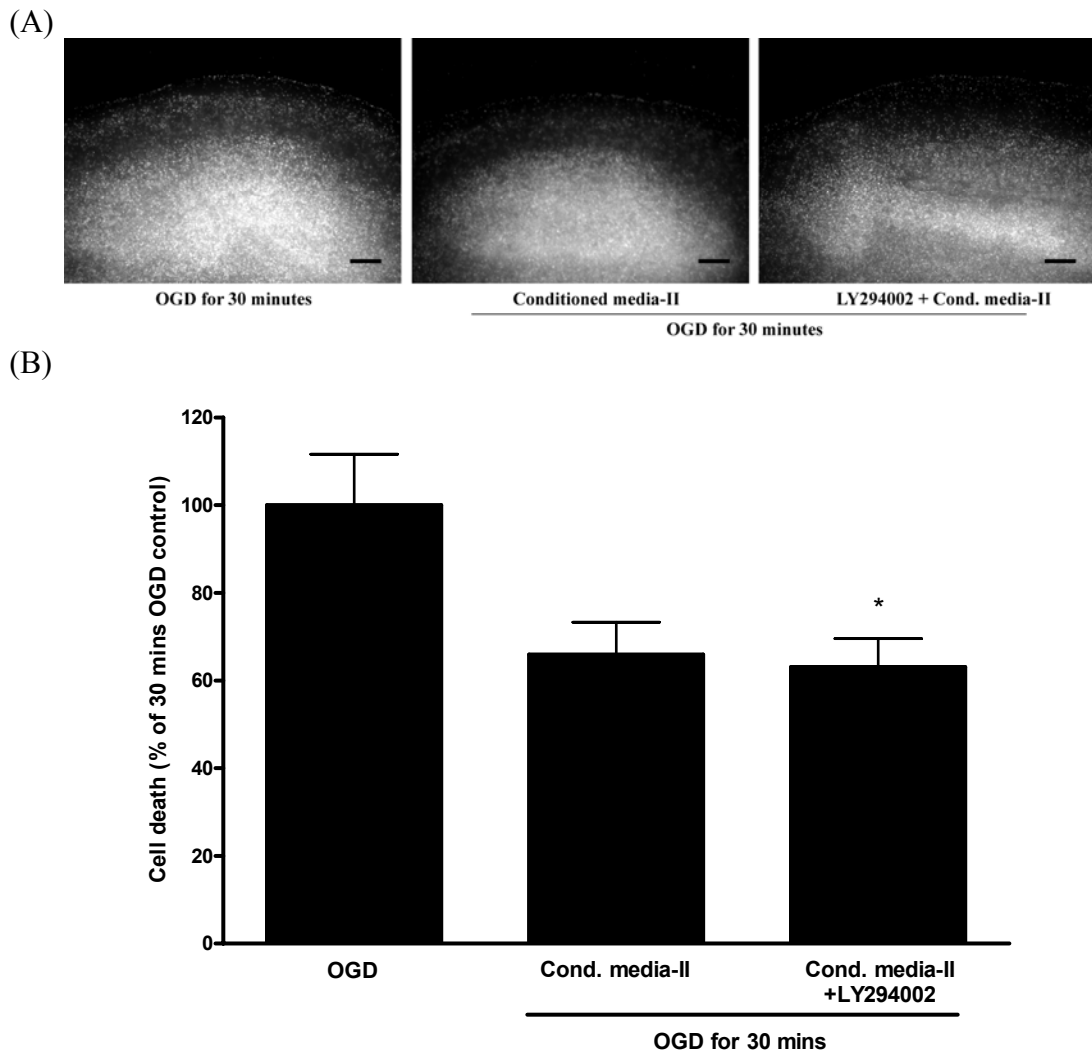 (A)
OGD for 30 minutes
Conditioned media-II
LY294002 + Cond. media-II
OGD for 30 minutes
(B)
Cell death (% of 30 mins OGD control)
120
100
80
60
40
20
0
*
OGD
Cond. media-II
Cond. media-II
+LY294002
OGD for 30 mins